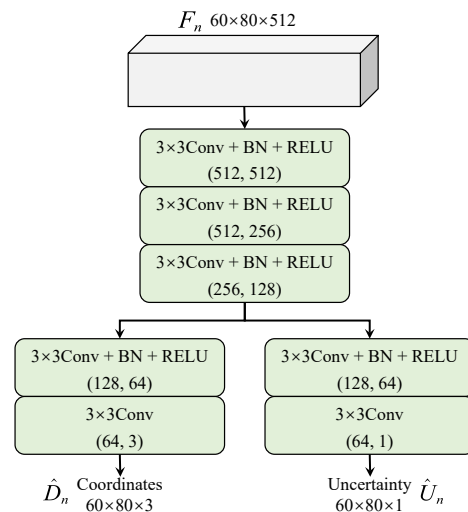 F_n 60×80×512
3×3Conv + BN + RELU
(512, 512)
3×3Conv + BN + RELU
(512, 256)
3×3Conv + BN + RELU
(256, 128)
3×3Conv + BN + RELU
(128, 64)
3×3Conv
(64, 3)
D̂_n Coordinates
60×80×3
3×3Conv + BN + RELU
(128, 64)
3×3Conv
(64, 1)
Uncertainty Û_n
60×80×1